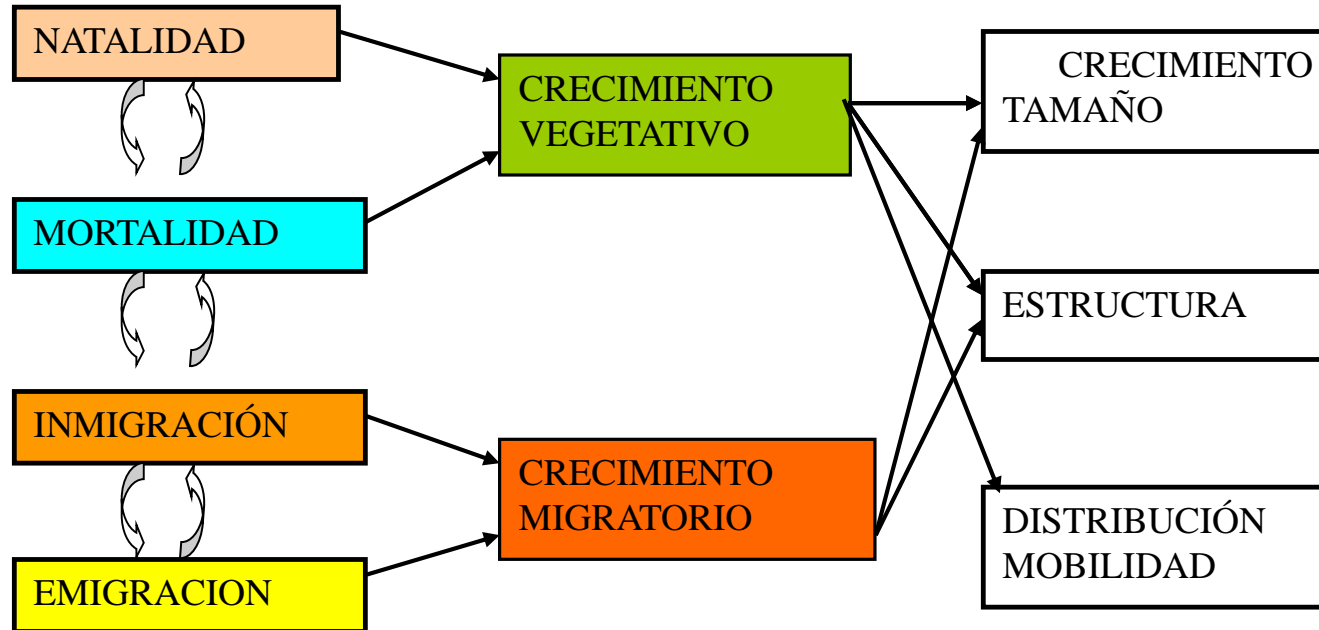 NATALIDAD
MORTALIDAD
INMIGRACIÓN
EMIGRACION
CRECIMIENTO
VEGETATIVO
CRECIMIENTO
MIGRATORIO
CRECIMIENTO
TAMAÑO
ESTRUCTURA
DISTRIBUCIÓN
MOBILIDAD